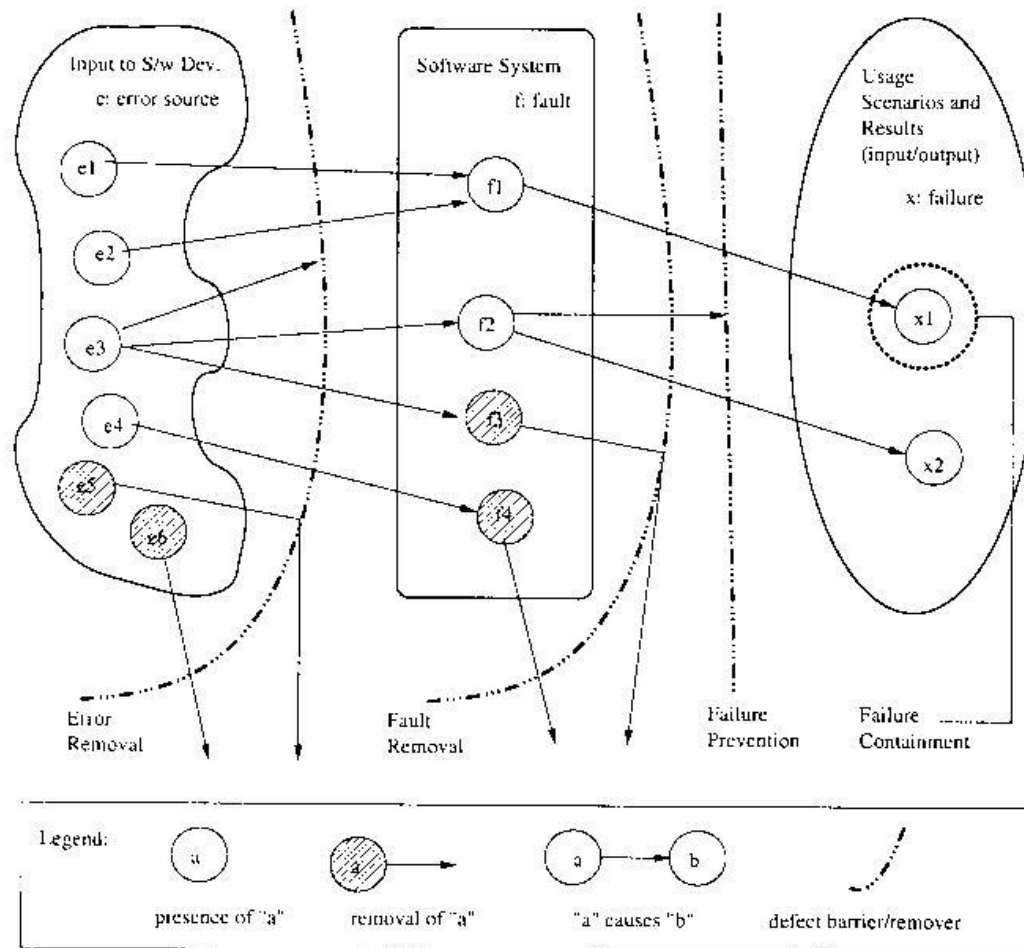 Input to S/w Dev.
e: error source
e1
e2
e3
e4
e5
e6
Software System
f: fault
f1
f2
f3
f4
Usage
Scenarios and
Results
(input/output)
x: failure
x1
x2
Error
Removal
Fault
Removal
Failure
Prevention
Failure
Containment
Legend:
a
a
a
b
presence of "a"
removal of "a"
"a" causes "b"
defect barrier/remover